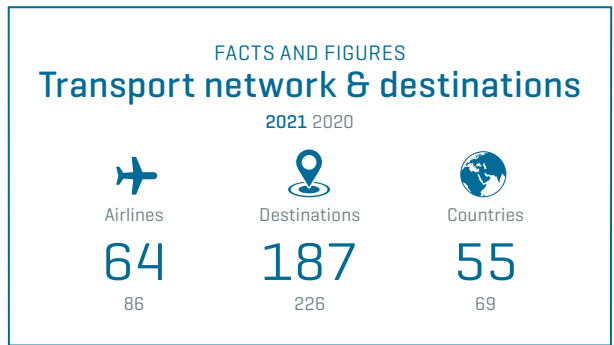 FACTS AND FIGURES
Transport network & destinations
2021 2020
Airlines
64
86
Destinations
187
226
Countries
55
69